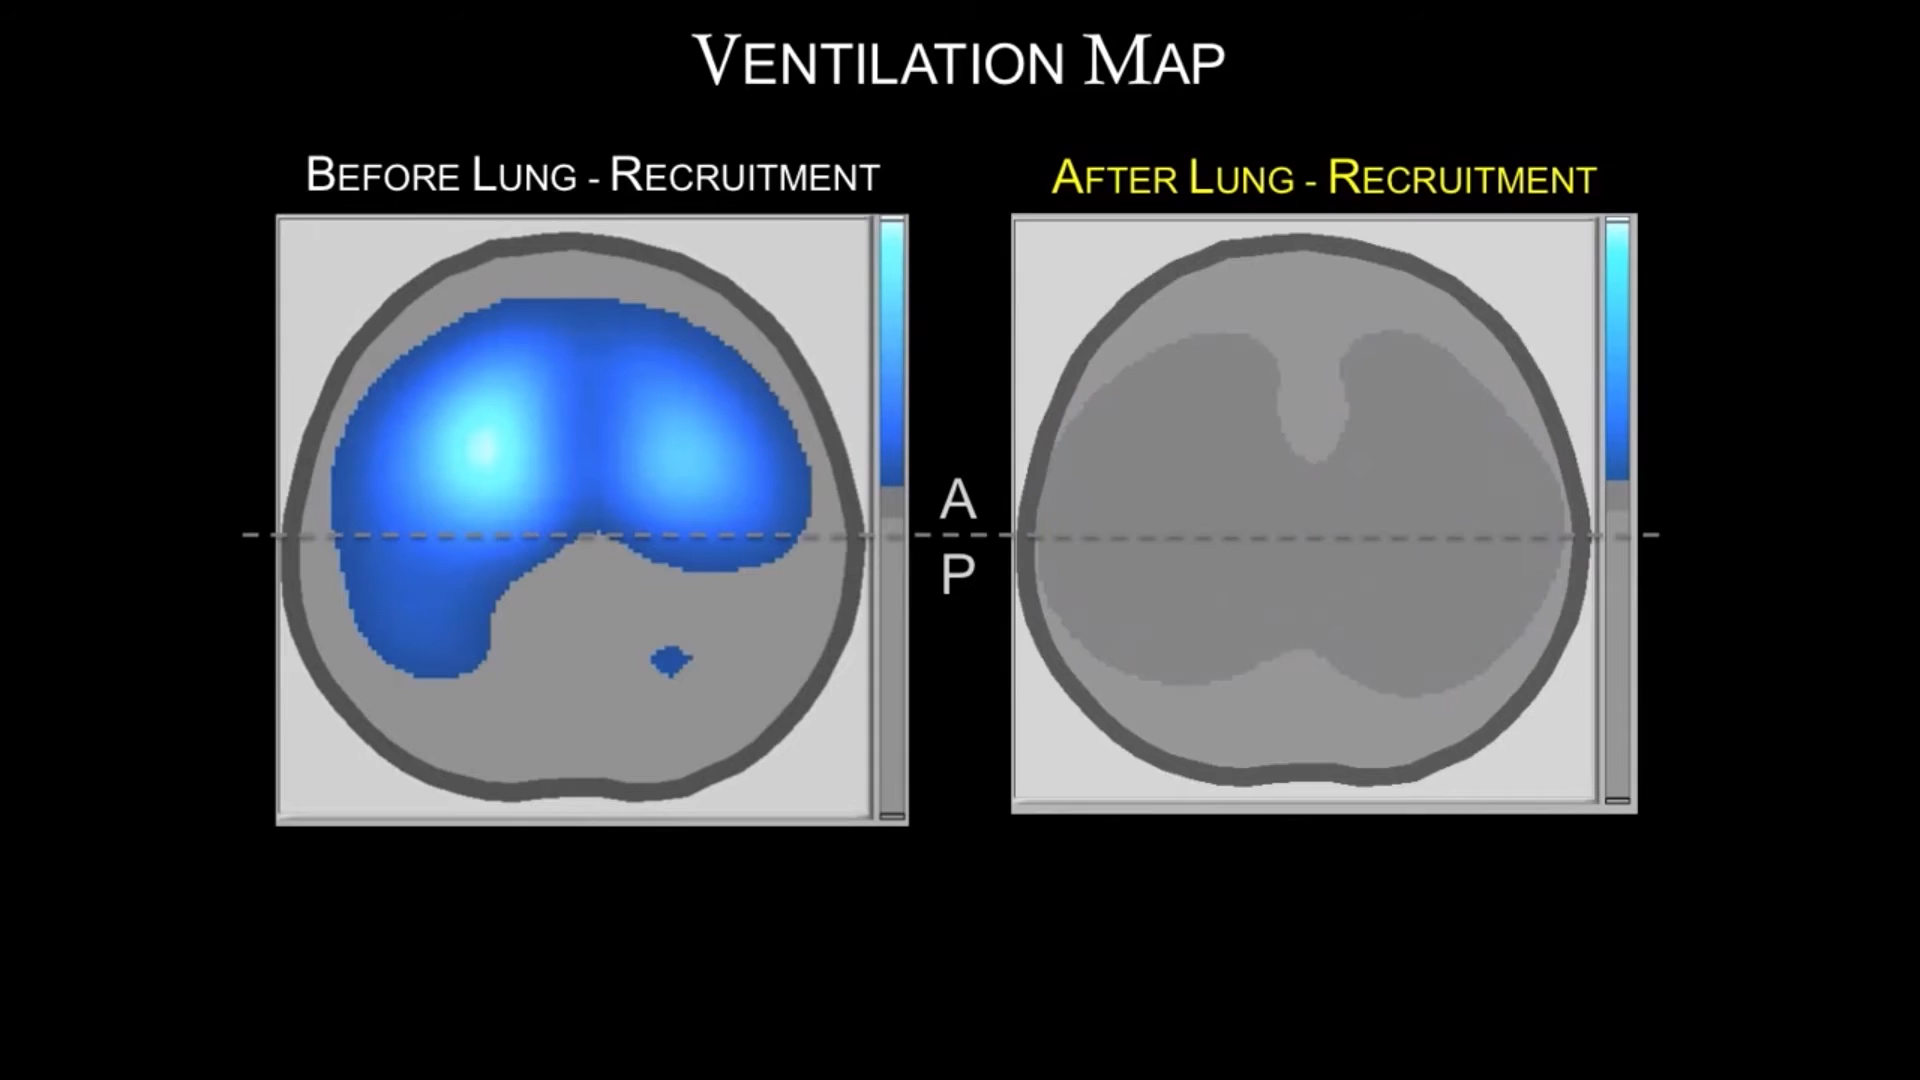 VENTILATION MAP
BEFORE LUNG - RECRUITMENT
AFTER LUNG - RECRUITMENT
A
P